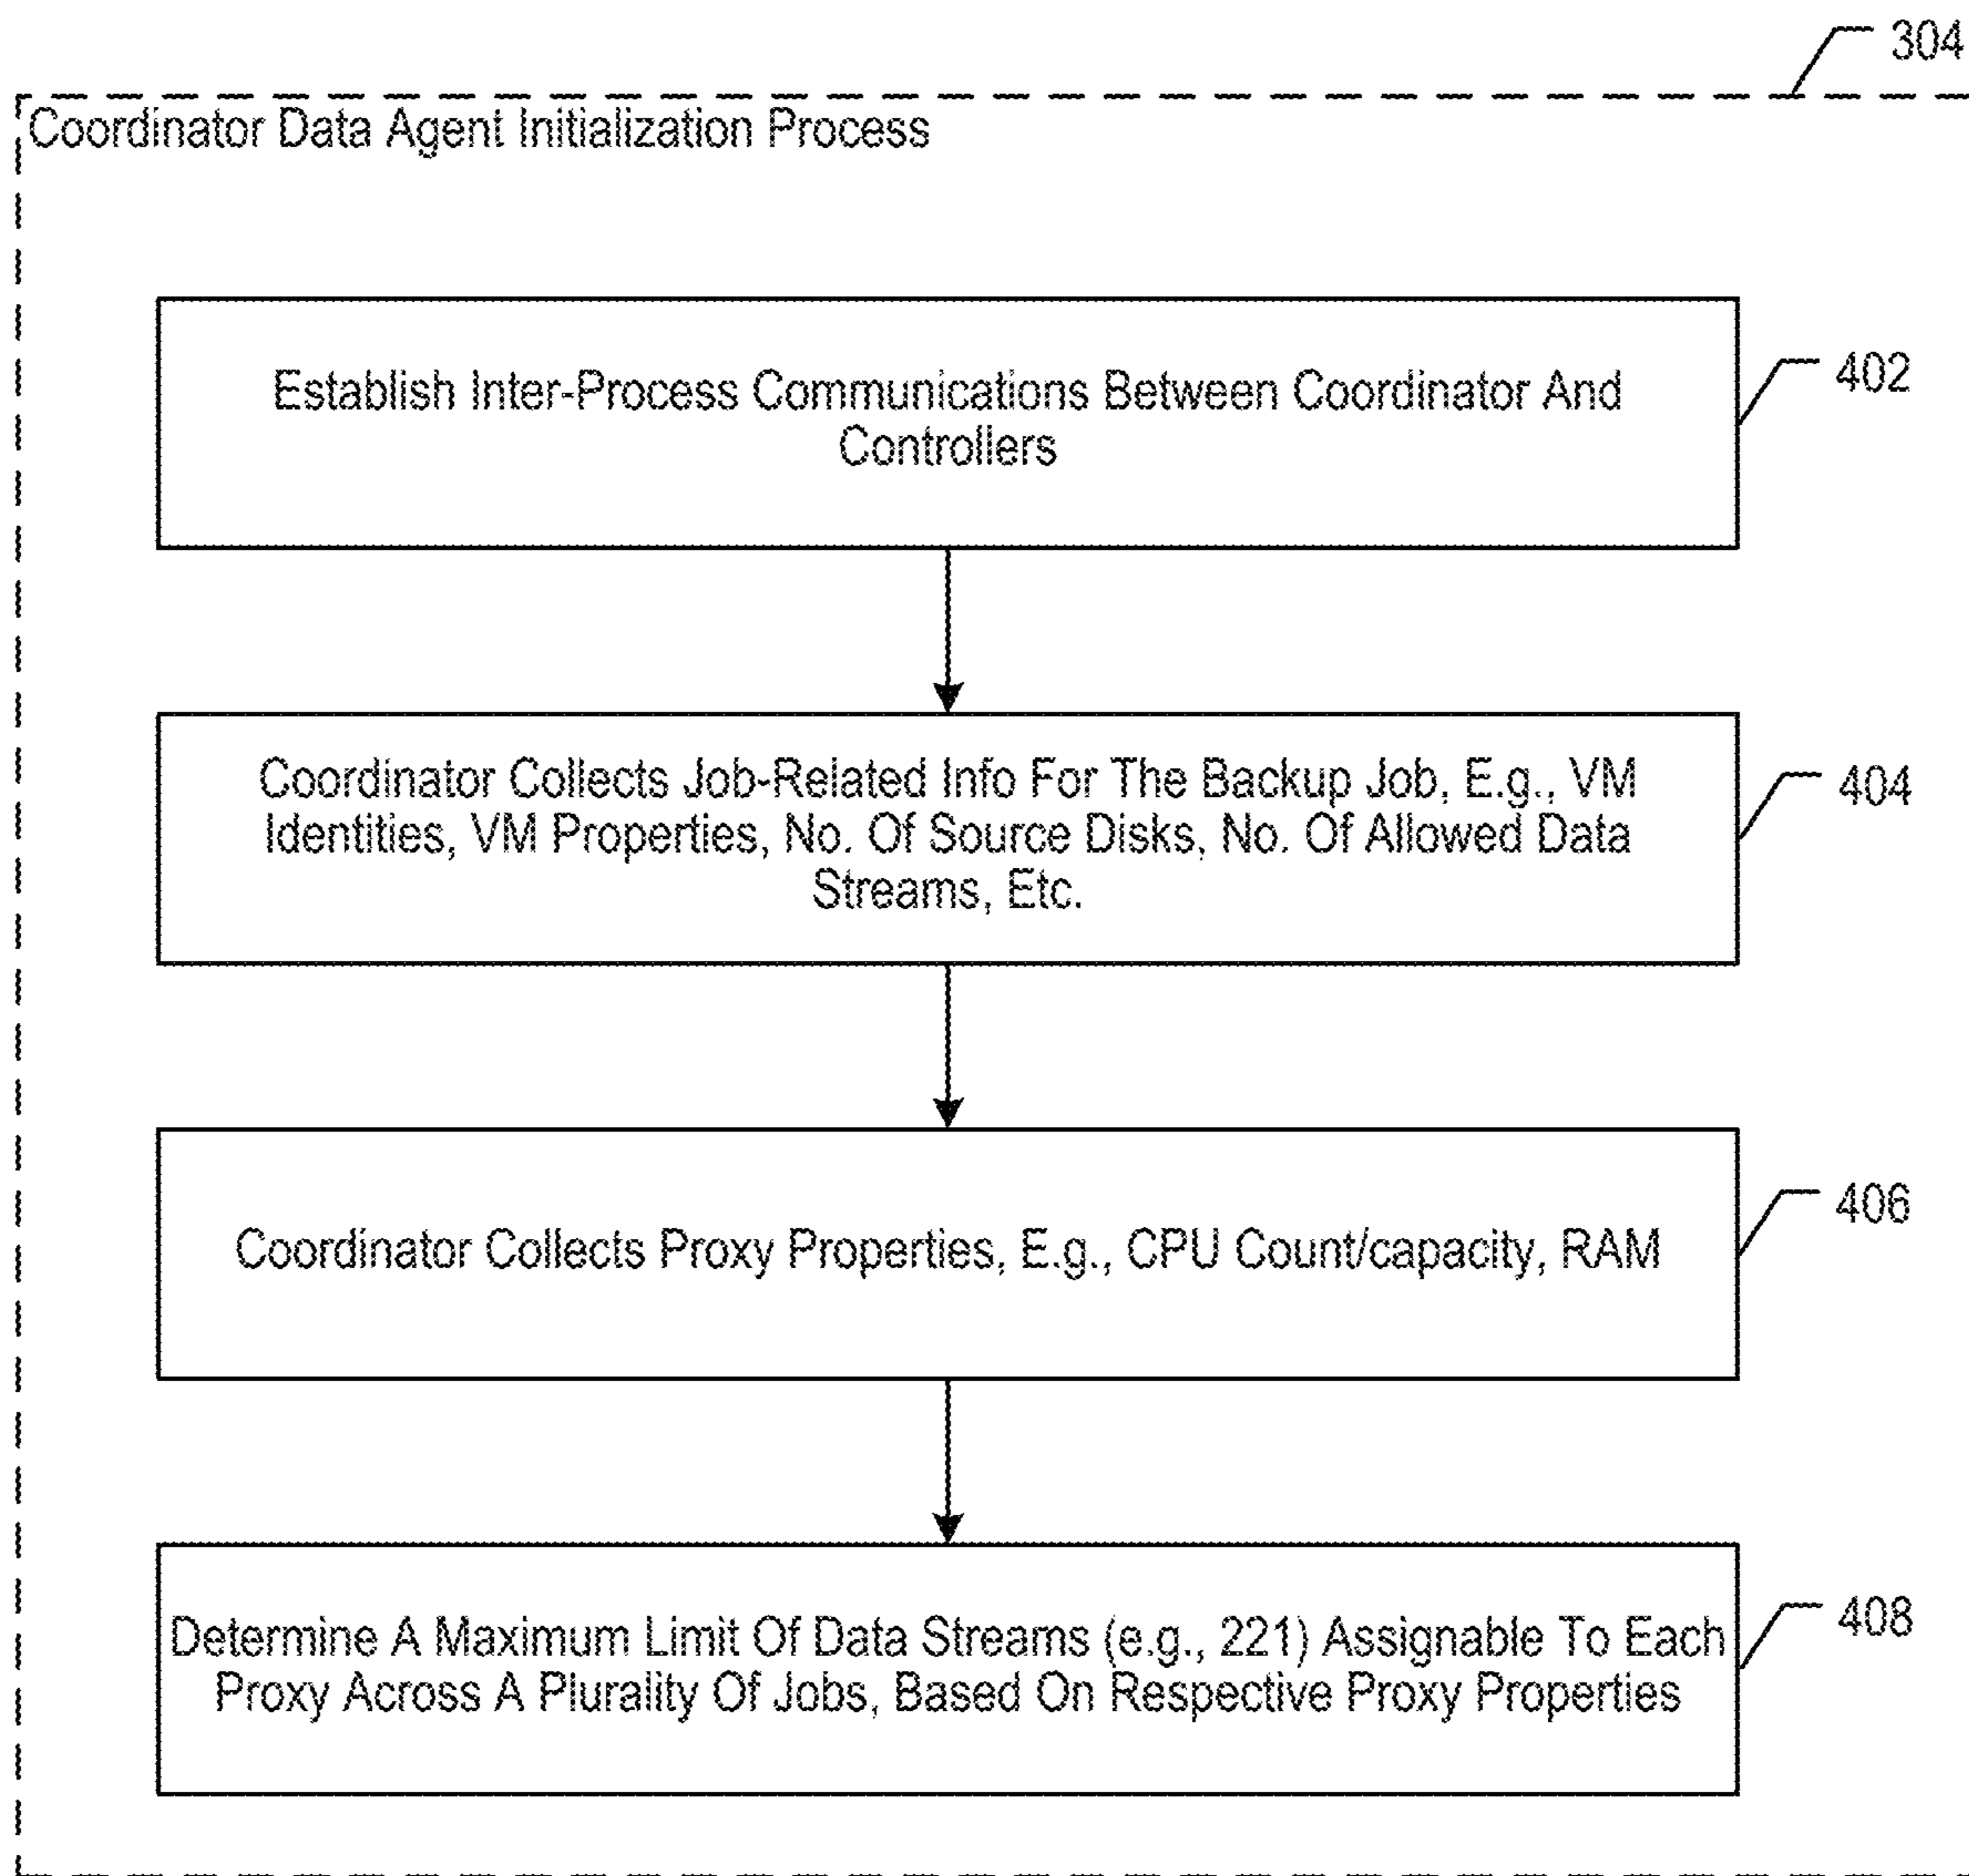 304
Coordinator Data Agent Initialization Process
Establish Inter-Process Communications Between Coordinator And
Controllers
402
Coordinator Collects Job-Related Info For The Backup Job, E.g., VM
Identities, VM Properties, No. Of Source Disks, No. Of Allowed Data
Streams, Etc.
404
Coordinator Collects Proxy Properties, E.g., CPU Count/capacity, RAM
406
Determine A Maximum Limit Of Data Streams (e.g., 221) Assignable To Each
Proxy Across A Plurality Of Jobs, Based On Respective Proxy Properties
408